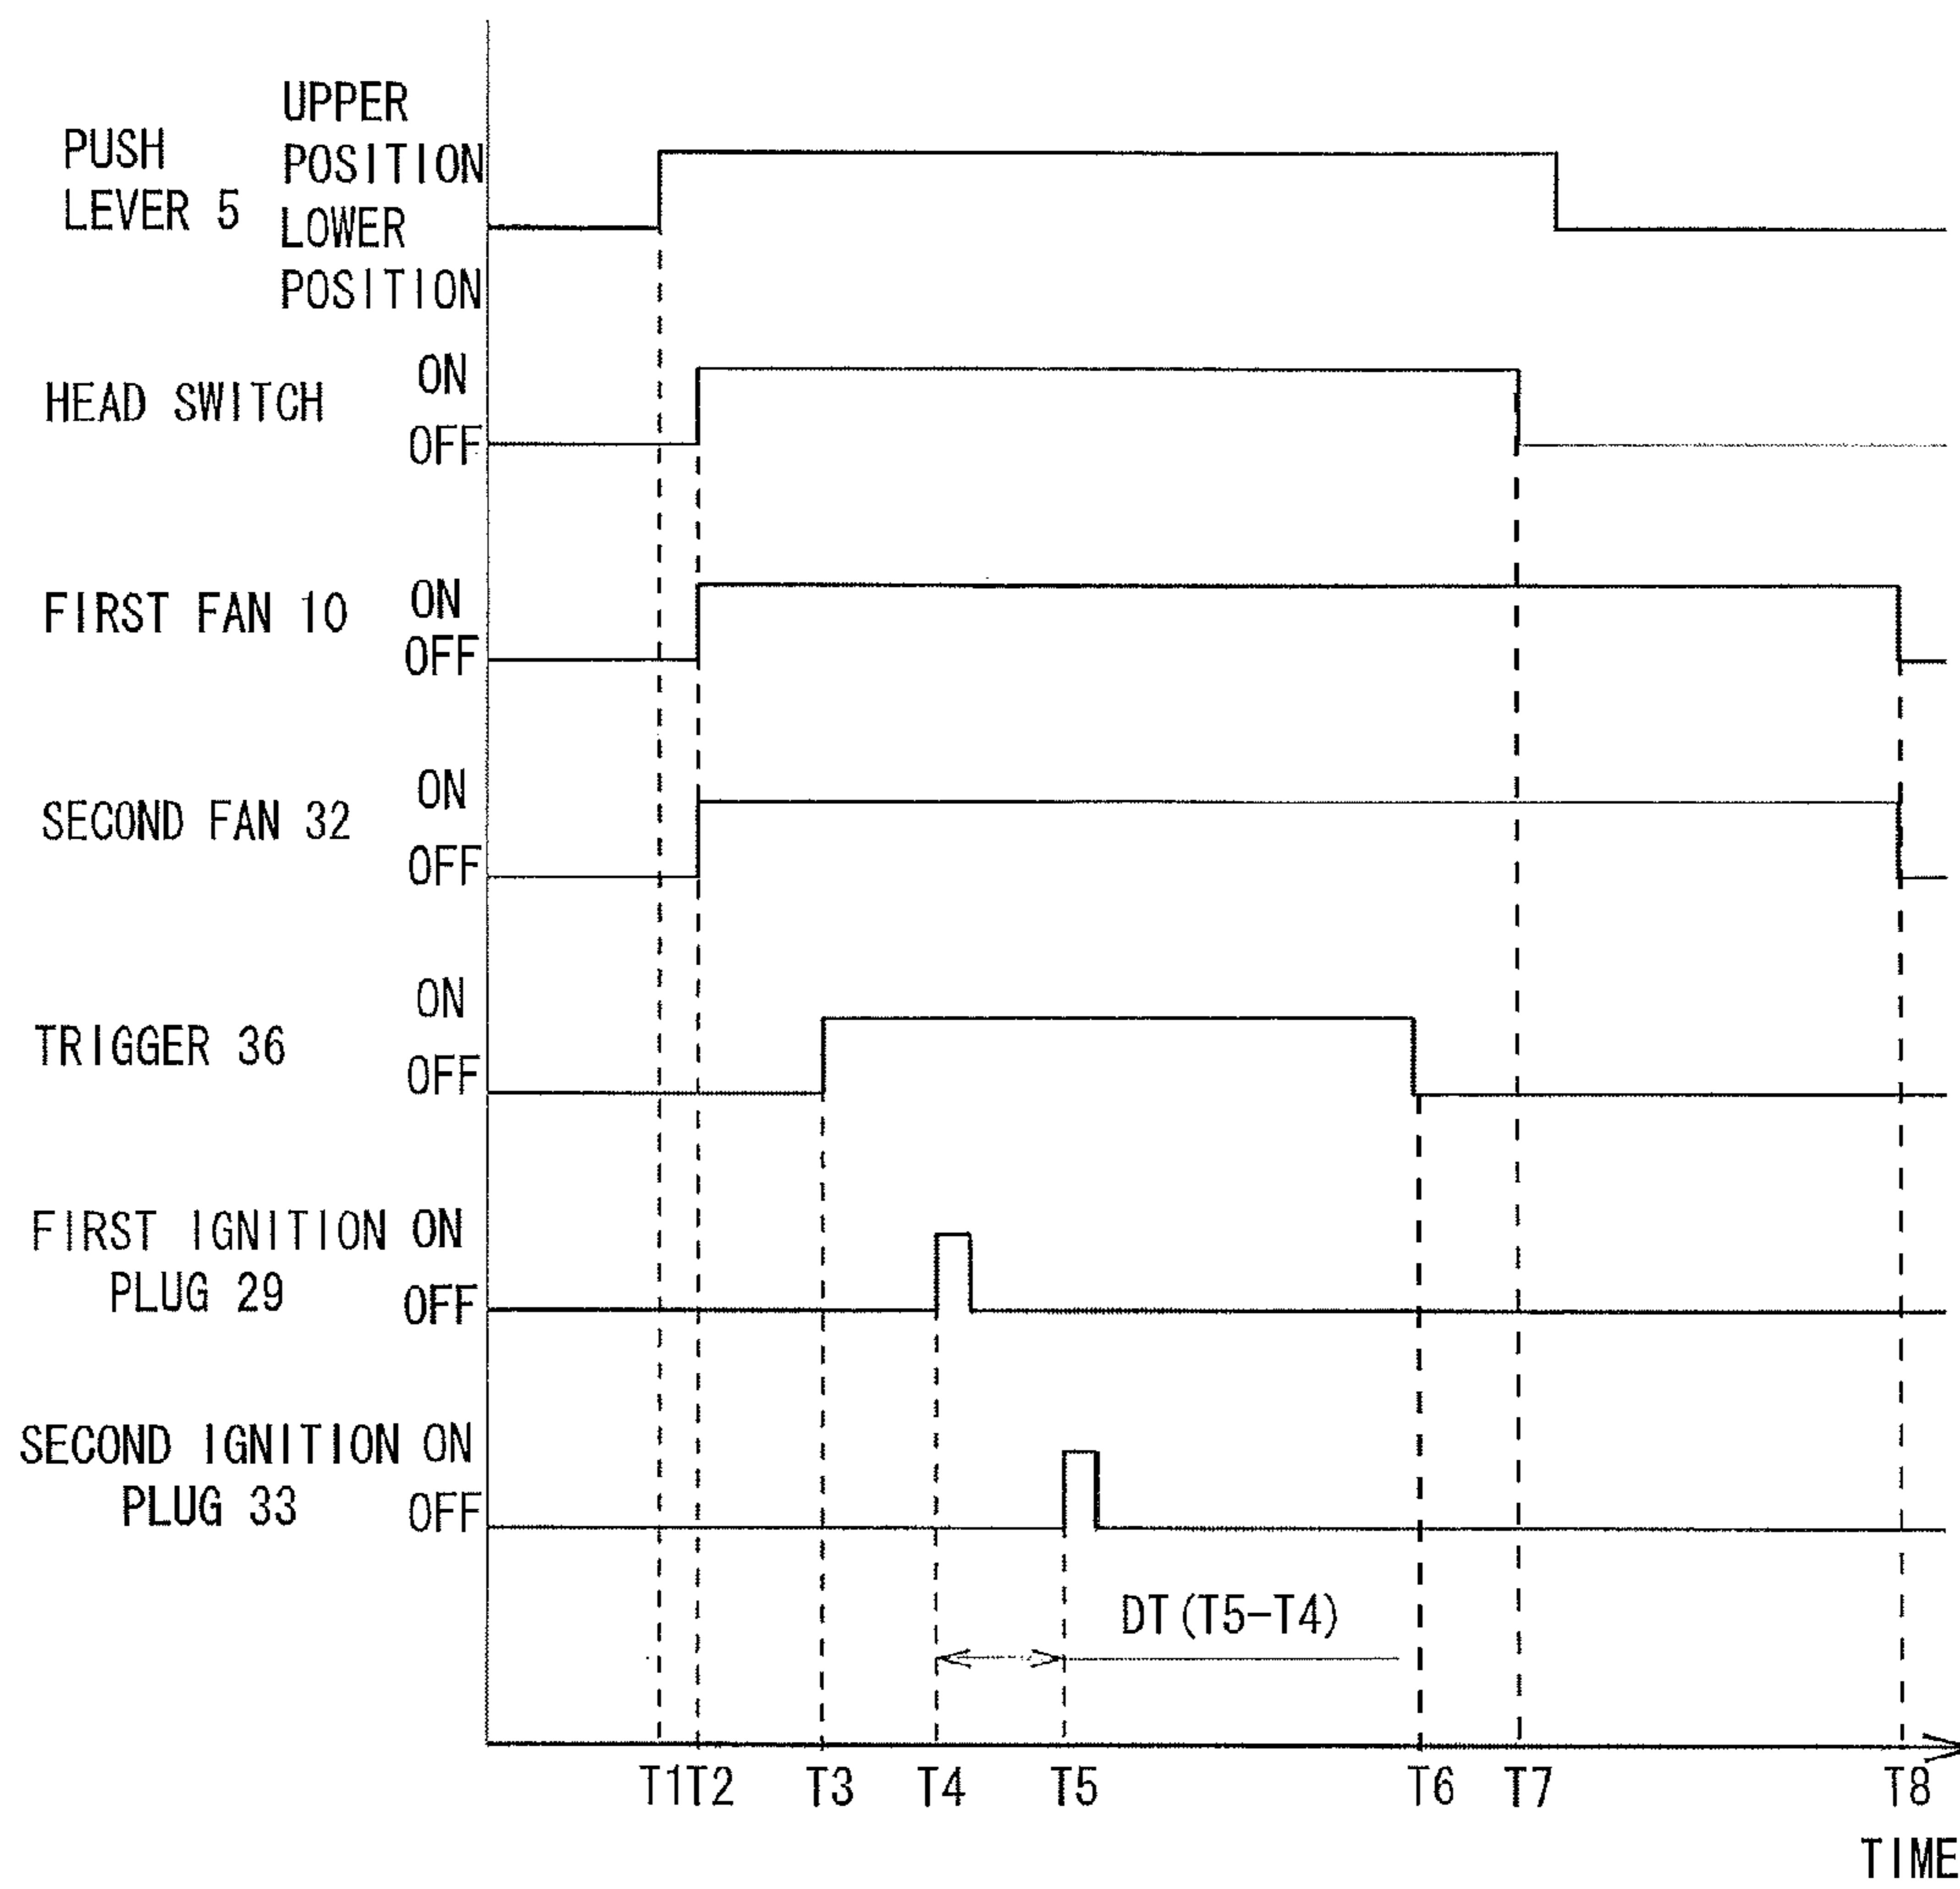 PUSH
LEVER 5
UPPER
POSITION
LOWER
POSITION
HEAD SWITCH
ON
OFF
FIRST FAN 10
ON
OFF
SECOND FAN 32
ON
OFF
TRIGGER 36
ON
OFF
FIRST IGNITION ON
PLUG 29 OFF
SECOND IGNITION ON
PLUG 33 OFF
DT(T5-T4)
T1 T2 T3 T4 T5 T6 T7 T8
TIME